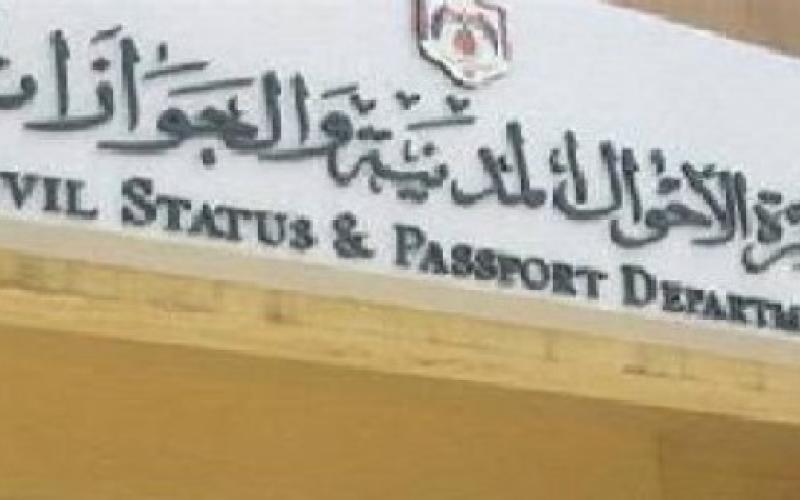 الأحوال المدنية والجوازات
VIL STATUS & PASSPORT DEPARTM